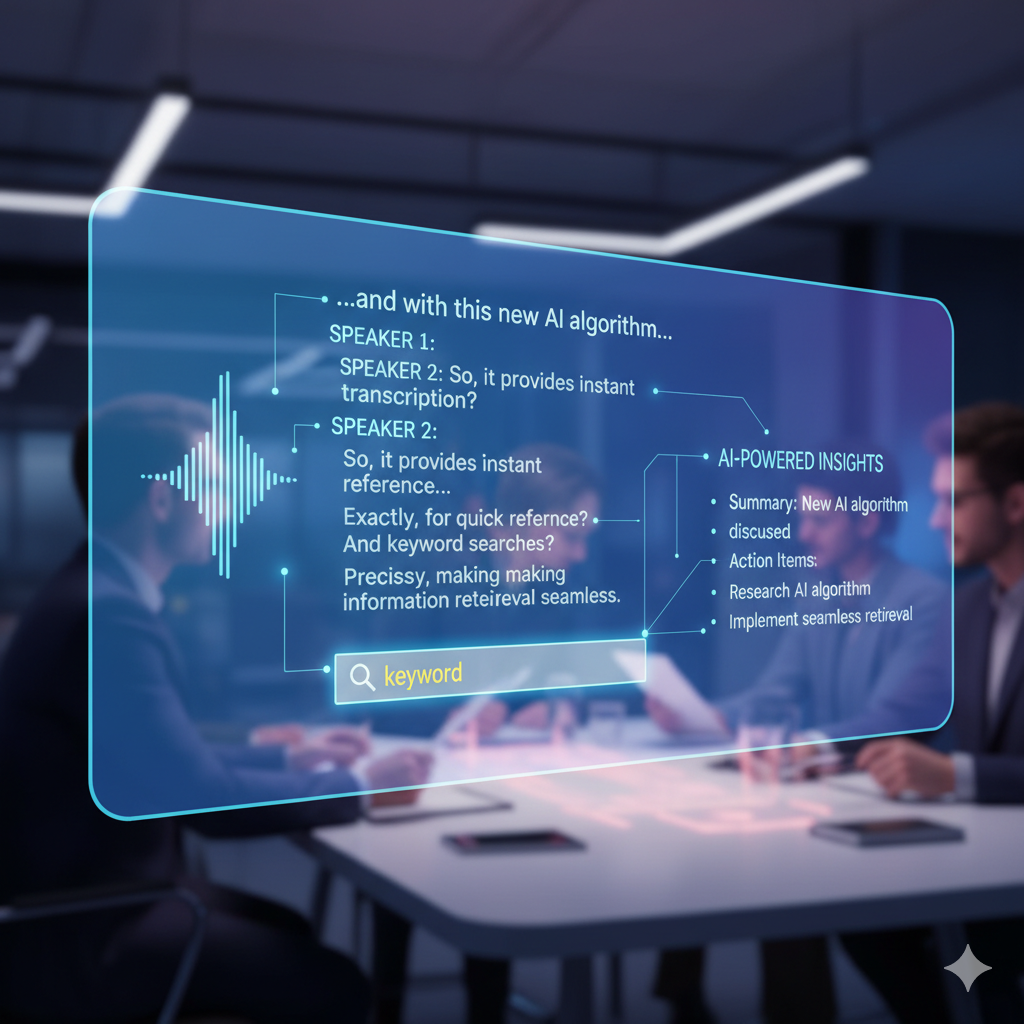 ...and with this new AI algorithm...
SPEAKER 1:
SPEAKER 2: So, it provides instant
transcription?
SPEAKER 2:
So, it provides instant
reference...
Exactly, for quick refernce?
And keyword searches?
Precissy, making making
information reteireval seamless.
keyword
AI-POWERED INSIGHTS
• Summary: New AI algorithm
• discused
• Action Items:
• Research AI algorithm
• Implement seamless retireval